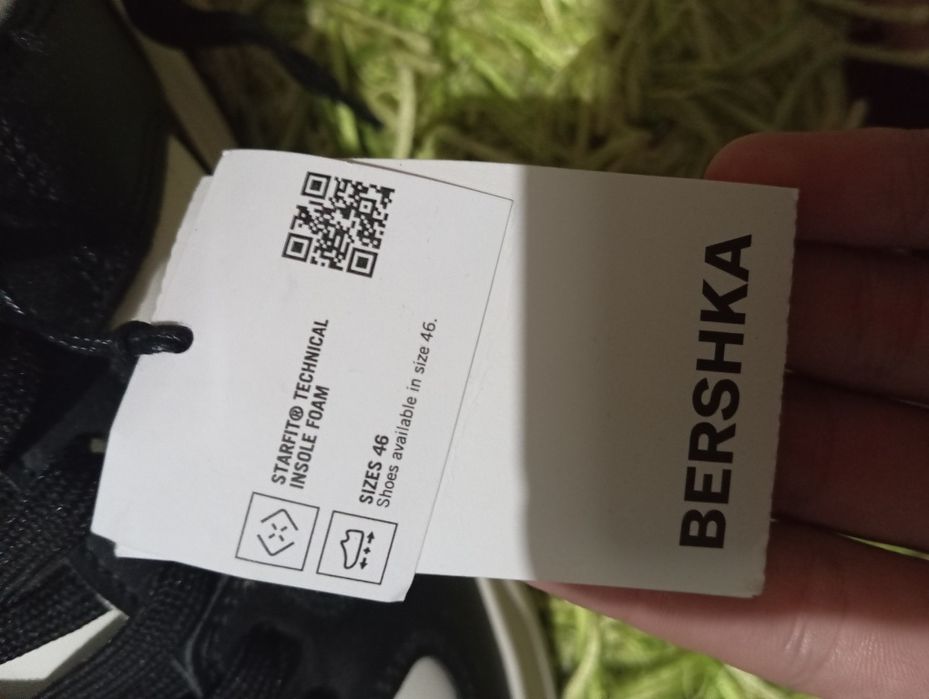 STARFIT® TECHNICAL
INSOLE FOAM
SIZES 46
Shoes available in size 46.
BERSHKA